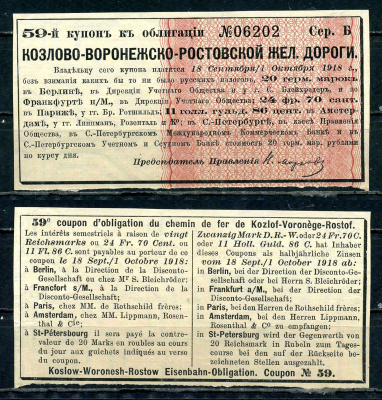 59-й купонъ къ облигаціи №06202 Сер. Б
КОЗЛОВО-ВОРОНЕЖСКО-РОСТОВСКОЙ ЖЕЛ. ДОРОГИ.
Владѣльцу сего купона платится 18 Сентября/1 Октября 1918 г.,
безъ взиманія какихъ бы то ни было русскихъ налоговъ, 20 герм. марокъ
въ Берлинѣ, въ Дирекціи Учетнаго Общества и у г. С. Блейхредеръ, и во
Франкфуртѣ н/М., въ Дирекціи Учетнаго Общества; 24 фр. 70 сант.
въ Парижѣ, у гг. Бр. Ротшильдъ; 11 голл. гульд. 86 цент. въ Амстер-
дамѣ, у гг. Липманъ, Розенталь и Кº; въ С.-Петербургѣ, въ кассѣ Правленія
Общества, въ С.-Петербургскомъ Международномъ Коммерческомъ Банкѣ и въ
С.-Петербургскомъ Учетномъ и Ссудномъ Банкѣ, стоимость 20 герм. мар. рублями
по курсу дня.
Предсѣдатель Правленія
59e coupon d'obligation du chemin de fer de Kozlof-Voronège-Rostof.
Les intérêts semestriels à raison de vingt
Reichsmarks ou 24 Fr. 70 Cent. ou
11 Fl. 86 C. sont payables au porteur de ce
coupon le 18 Sept./1 Octobre 1918:
à Berlin, à la Direction de la Disconto-
Gesellschaft ou chez Mr. S. Bleichröder;
à Francfort s/M., à la Direction de la
Disconto-Gesellschaft;
à Paris, chez MM. de Rothschild frères;
à Amsterdam, chez MM. Lippmann, Rosen-
thal & Cie;
à St-Pétersbourg il sera payé la contre-
valeur de 20 Marks en roubles au cours
du jour aux guichets indiqués au verso
du coupon.
Zwanzig Mark D. R.-W. oder 24 Fr. 70 C.
oder 11 Holl. Guld. 86 C. hat Inhaber
dieses Coupons als halbjährliche Zinsen
vom 18 Sept./1 October 1918 ab:
in Berlin, bei der Direction der Disconto-
Gesellschaft oder bei Herrn S. Bleichröder;
in Frankfurt a/M., bei der Direction der
Disconto-Gesellschaft;
in Paris, bei den Herren de Rothschild frères;
in Amsterdam, bei den Herren Lippmann,
Rosenthal & Co zu empfangen;
in St-Petersburg wird der Gegenwerth von
20 Reichsmark in Rubeln zum Tages-
course bei den auf der Rückseite be-
zeichneten Stellen ausgezahlt.
Koslow-Woronesh-Rostow Eisenbahn-Obligation. Coupon № 59.